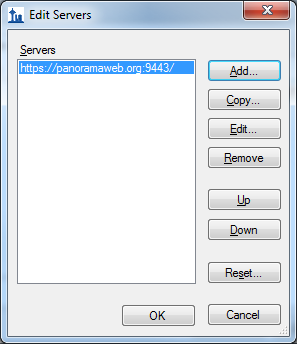 Edit Servers
Servers
https://panoramaweb.org:9443/
Add...
Copy...
Edit...
Remove
Up
Down
Reset...
OK
Cancel